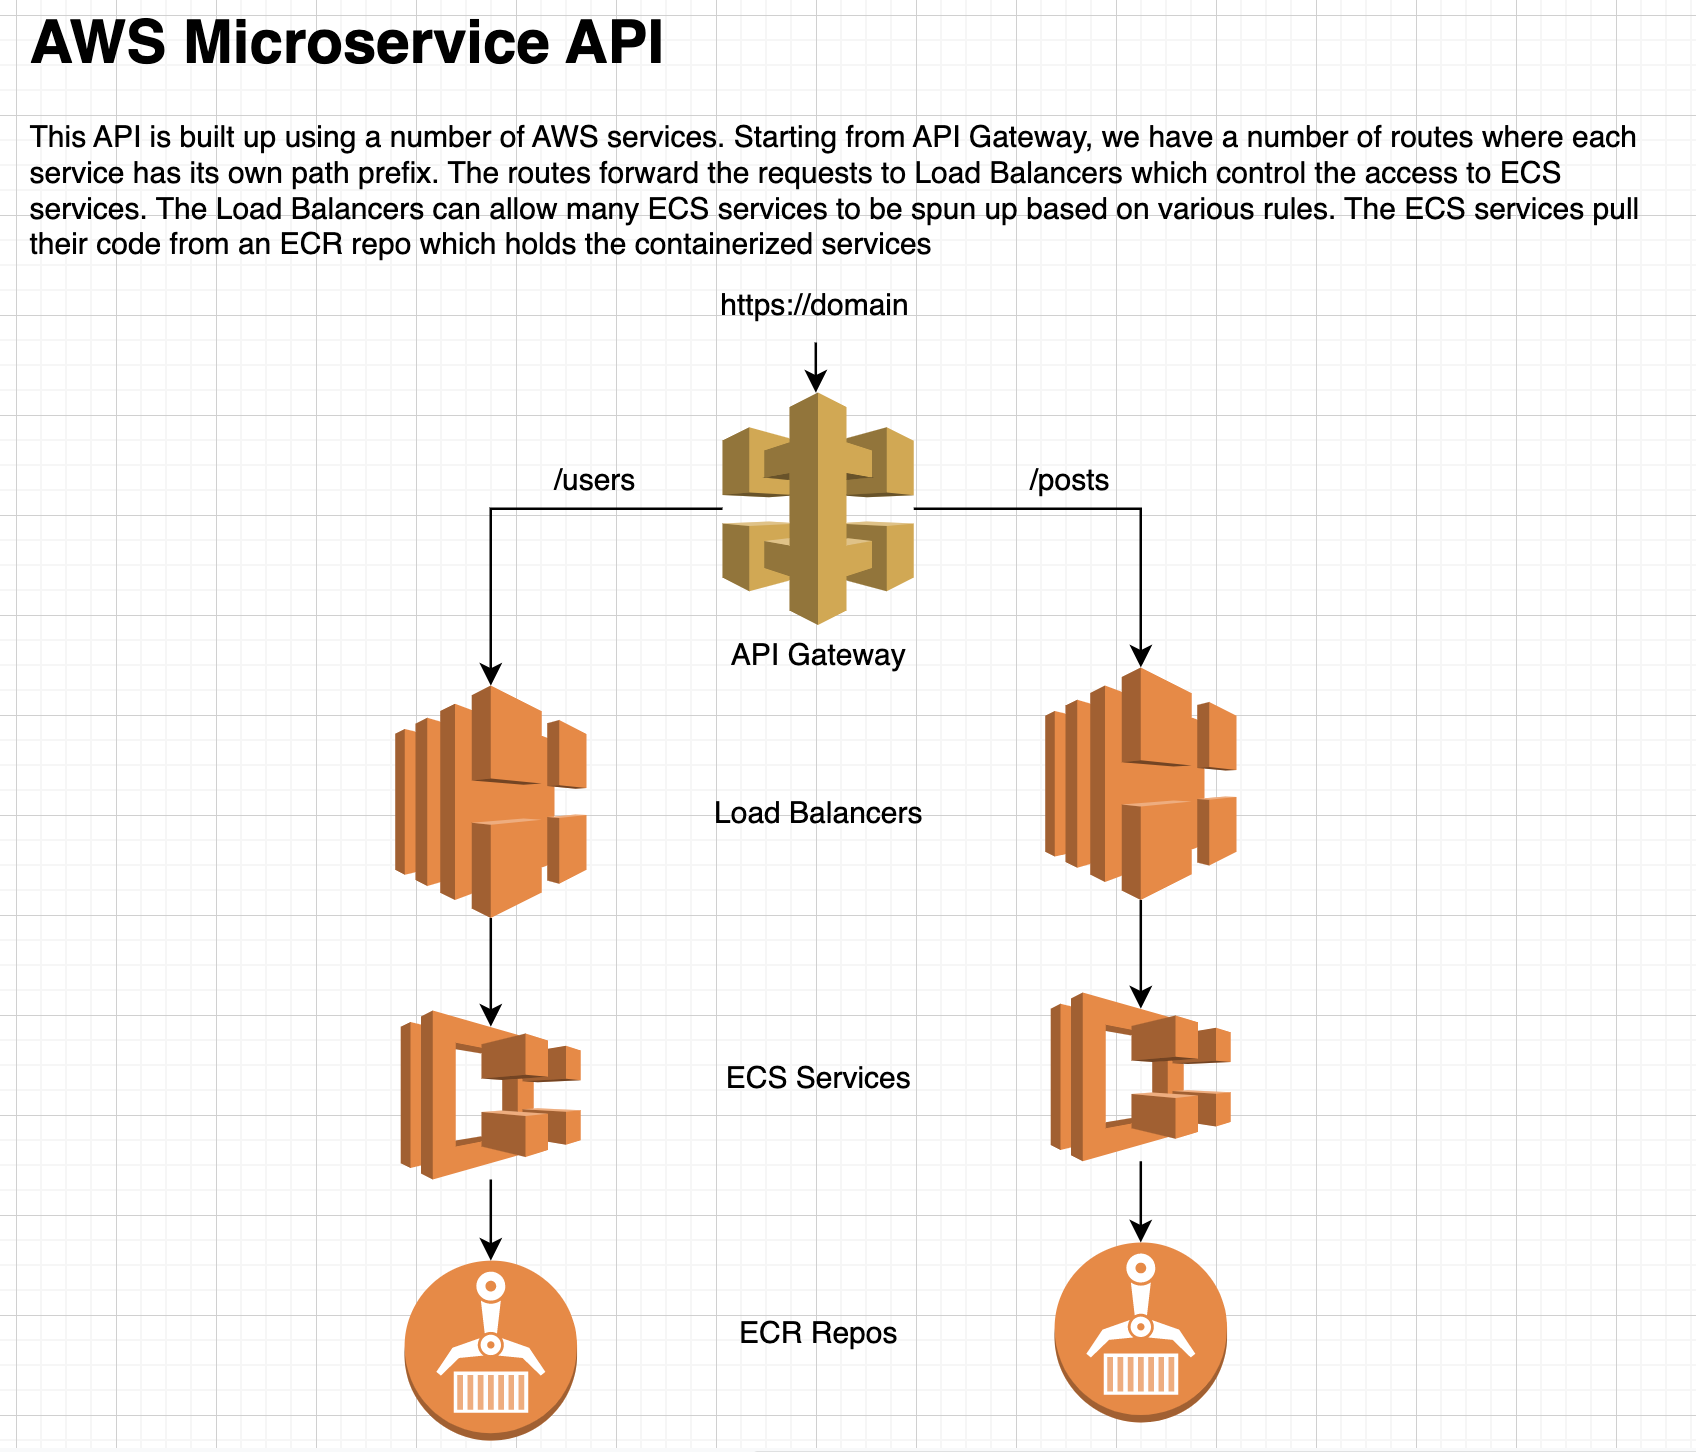 AWS Microservice API
This API is built up using a number of AWS services. Starting from API Gateway, we have a number of routes where each
service has its own path prefix. The routes forward the requests to Load Balancers which control the access to ECS
services. The Load Balancers can allow many ECS services to be spun up based on various rules. The ECS services pull
their code from an ECR repo which holds the containerized services
https://domain
/users
/posts
API Gateway
Load Balancers
ECS Services
ECR Repos